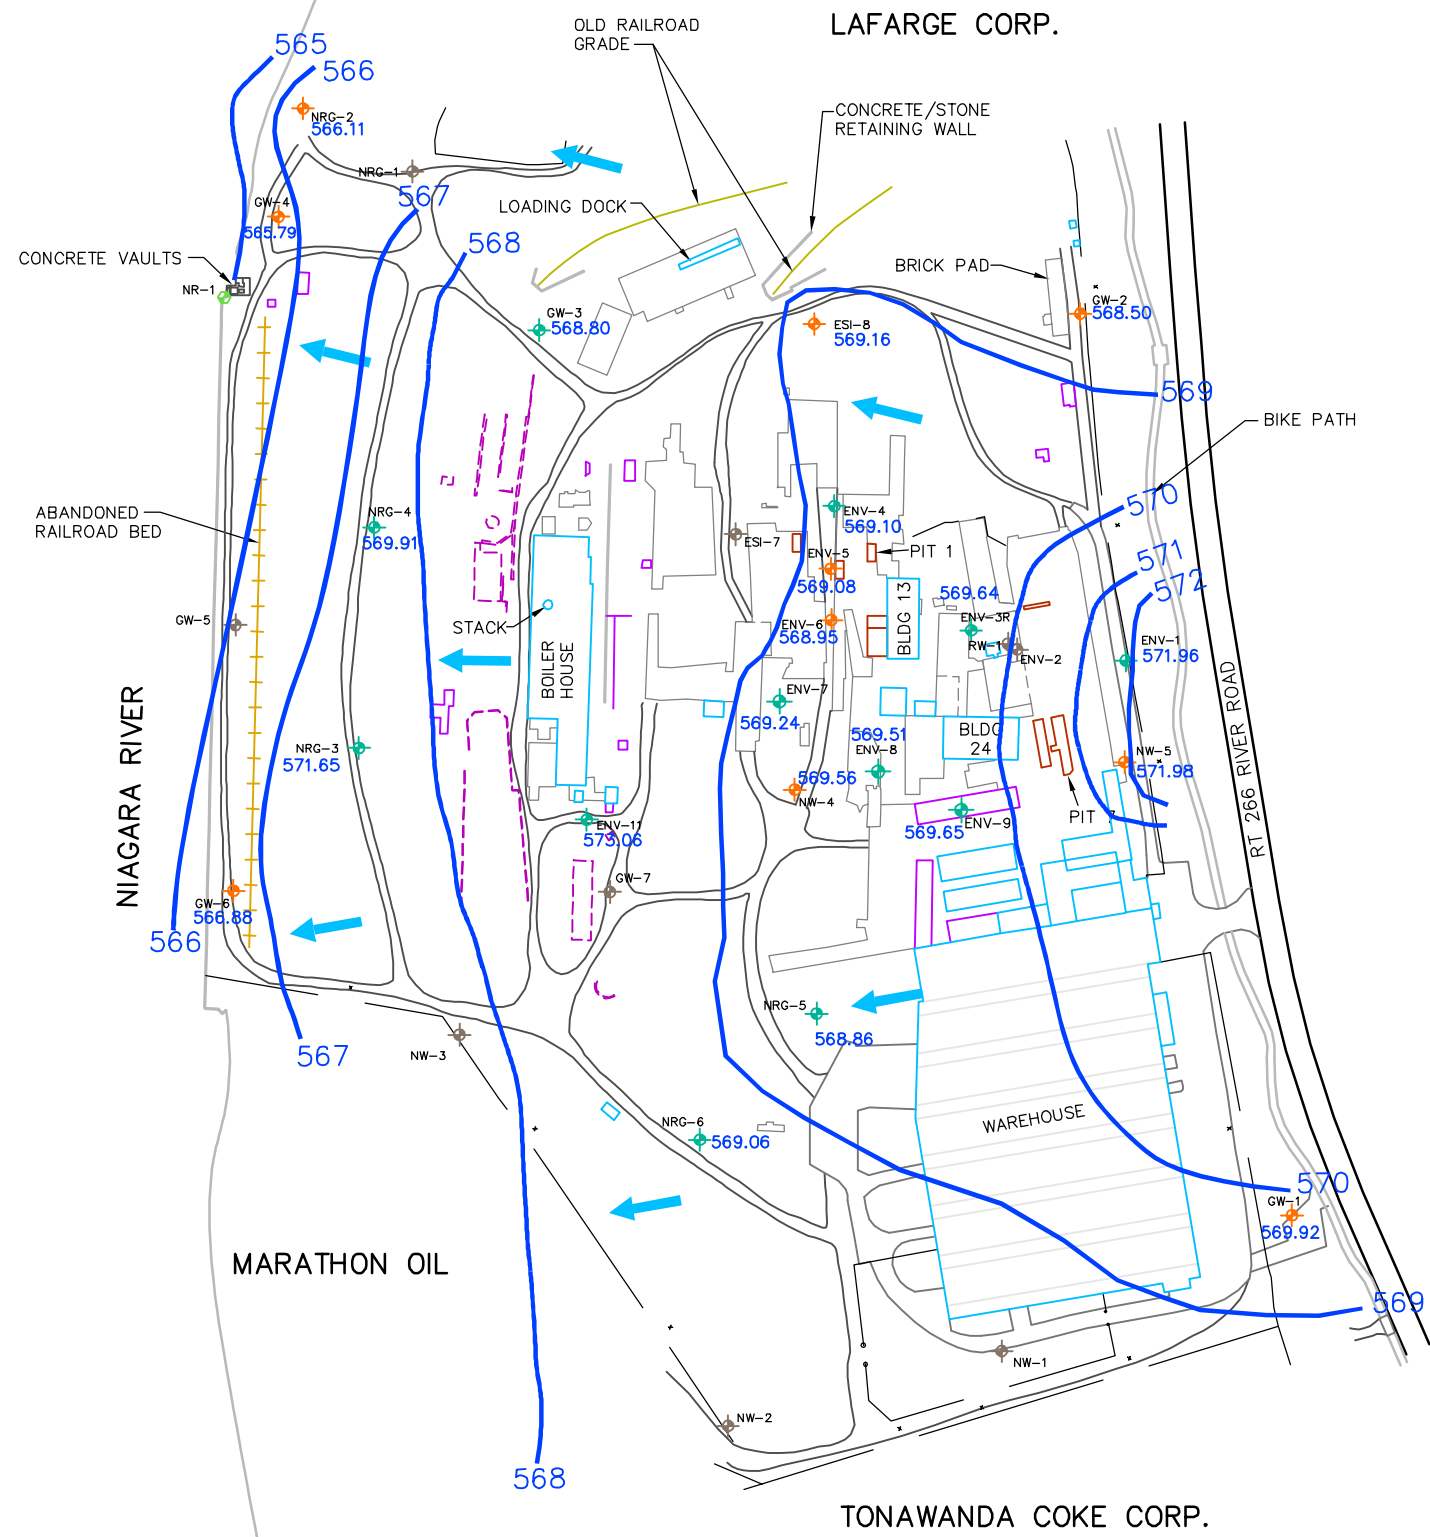 LAFARGE CORP.
OLD RAILROAD
GRADE
565
566
CONCRETE/STONE
RETAINING WALL
NRG-2
566.11
NRG-1
567
GW-4
565.79
LOADING DOCK
568
CONCRETE VAULTS
NR-1
BRICK PAD
GW-2
568.50
GW-3
568.80
ESI-8
569.16
569
BIKE PATH
ABANDONED
RAILROAD BED
NRG-4
569.91
570
ENV-4
569.10
ESI-7
ENV-5
569.08
PIT 1
571
572
BLDG 13
569.64
ENV-3R
GW-5
STACK
ENV-6
568.95
RW-1
ENV-2
ENV-1
571.96
BOILER
HOUSE
ENV-7
569.24
NIAGARA RIVER
RT 266 RIVER ROAD
NRG-3
571.65
569.51
ENV-8
BLDG
24
NW-5
571.98
569.56
NW-4
PIT 7
ENV-11
573.06
569.65
ENV-9
GW-7
GW-6
566.88
566
NRG-5
568.86
567
NW-3
WAREHOUSE
NRG-6
569.06
570
GW-1
569.92
MARATHON OIL
569
NW-1
NW-2
568
TONAWANDA COKE CORP.